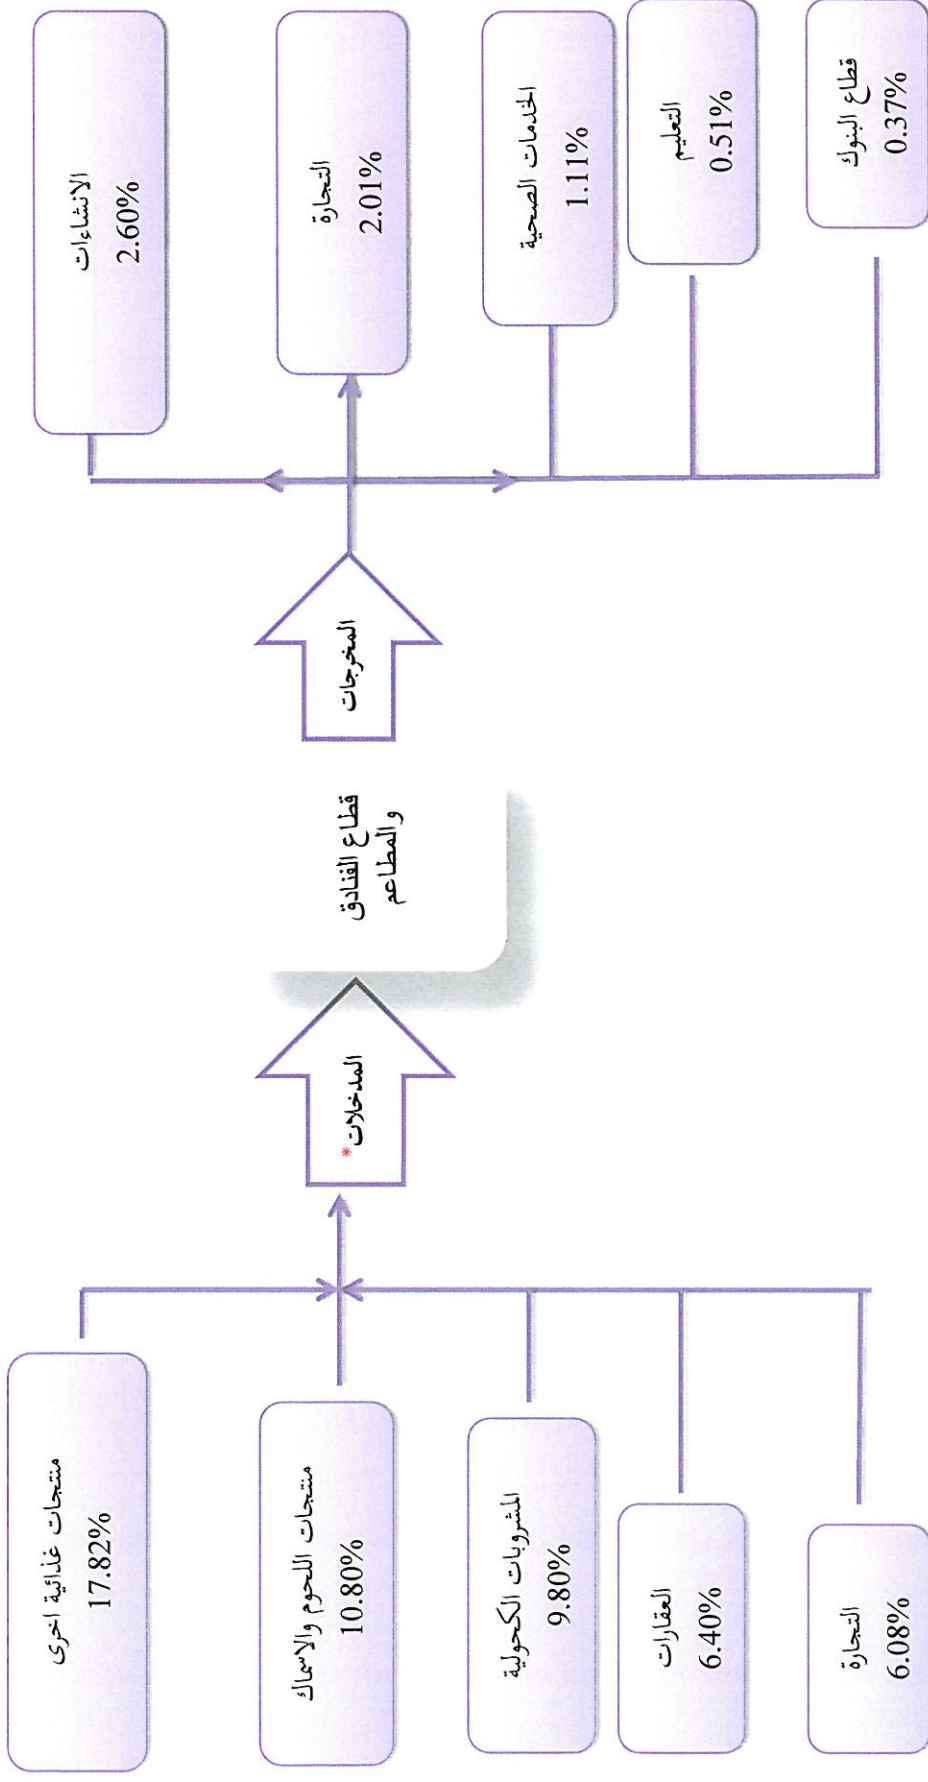 منتجات غذائية اخرى
17.82%
منتجات اللحوم والاسماك
10.80%
المشروبات الكحولية
9.80%
العقارات
6.40%
التجارة
6.08%
المدخلات*
قطاع الفنادق
والمطاعم
المخرجات
الانشاءات
2.60%
التجارة
2.01%
الخدمات الصحية
1.11%
التعليم
0.51%
قطاع البنوك
0.37%